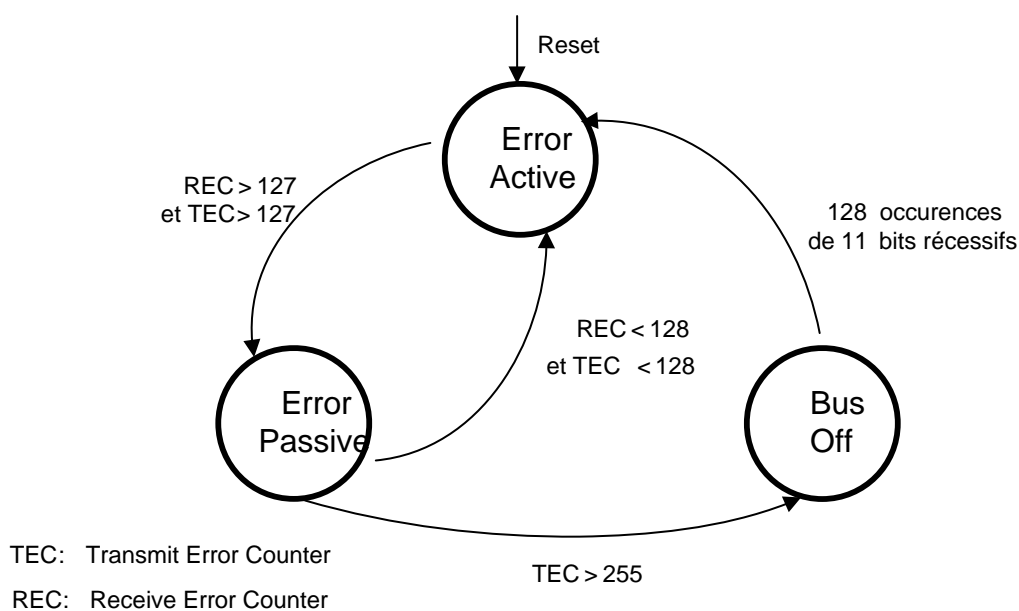 Reset
Error
Active
REC > 127
et TEC > 127
128 occurences
de 11 bits récessifs
REC < 128
et TEC < 128
Error
Passive
Bus
Off
TEC > 255
TEC: Transmit Error Counter
REC: Receive Error Counter